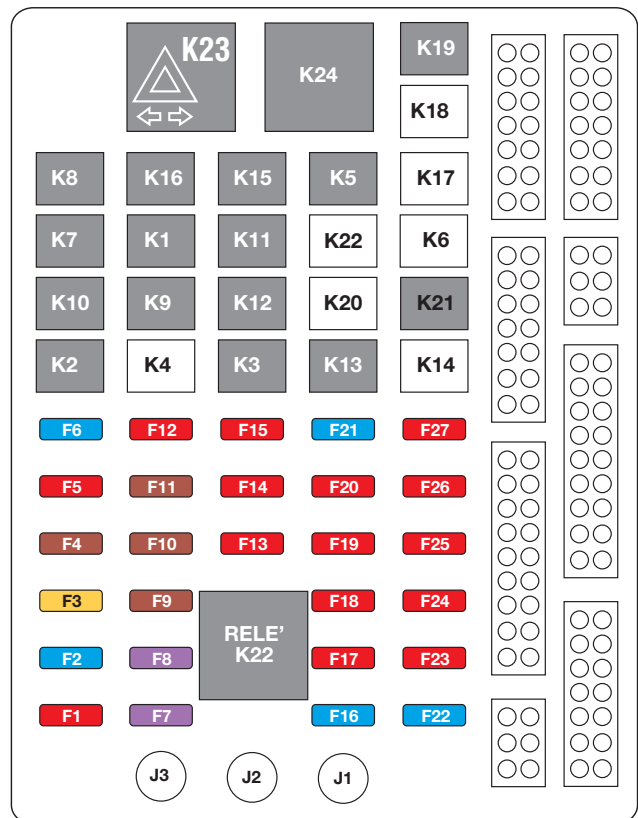 K23
K24
K19
K18
K8 K16 K15 K5 K17
K7 K1 K11 K22 K6
K10 K9 K12 K20 K21
K2 K4 K3 K13 K14
F6 F12 F15 F21 F27
F5 F11 F14 F20 F26
F4 F10 F13 F19 F25
F3 F9 F18 F24
RELE'
K22
F2 F8 F17 F23
F1 F7 F16 F22
J3 J2 J1